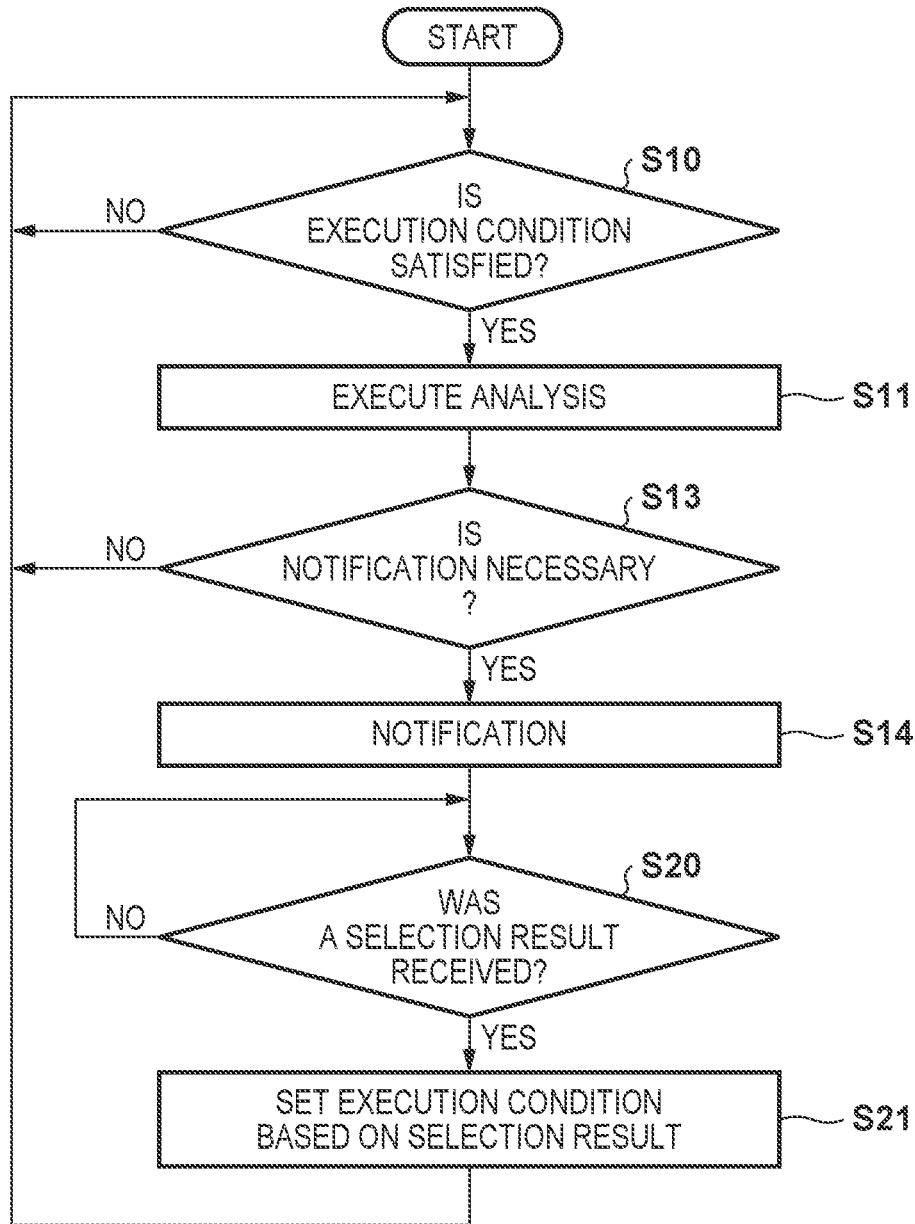 START
S10
IS
EXECUTION CONDITION
SATISFIED?
NO
YES
EXECUTE ANALYSIS
S11
S13
IS
NOTIFICATION NECESSARY
?
NO
YES
NOTIFICATION
S14
S20
WAS
A SELECTION RESULT
RECEIVED?
NO
YES
SET EXECUTION CONDITION
BASED ON SELECTION RESULT
S21